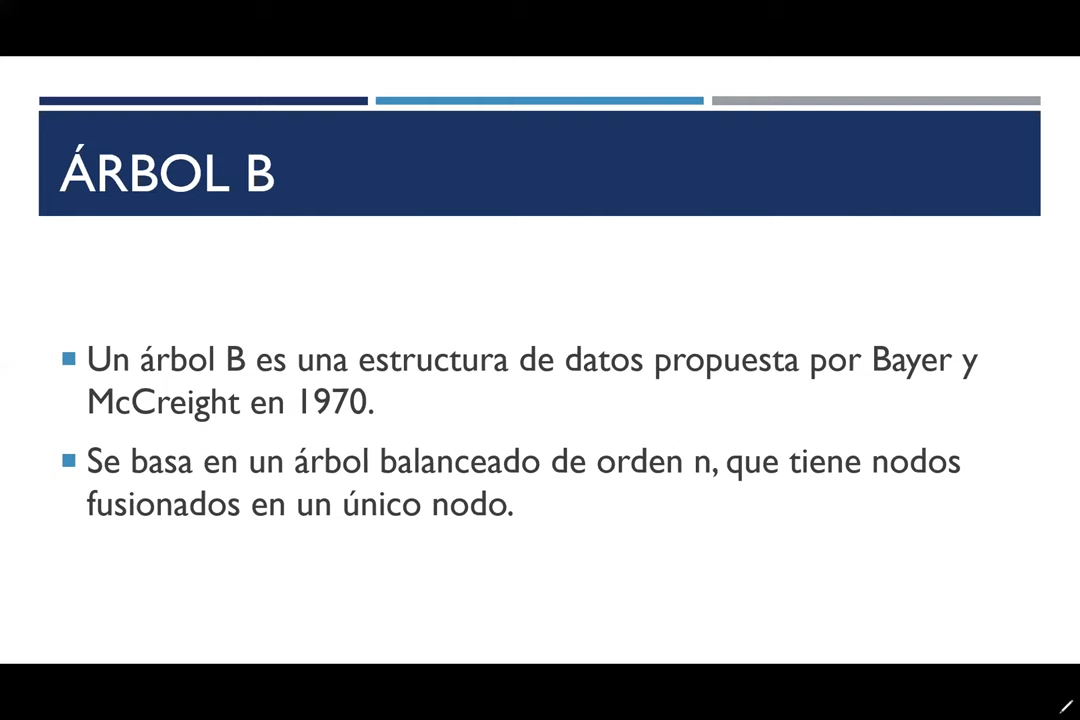 ÁRBOL B
Un árbol B es una estructura de datos propuesta por Bayer y
McCreight en 1970.
Se basa en un árbol balanceado de orden n, que tiene nodos
fusionados en un único nodo.